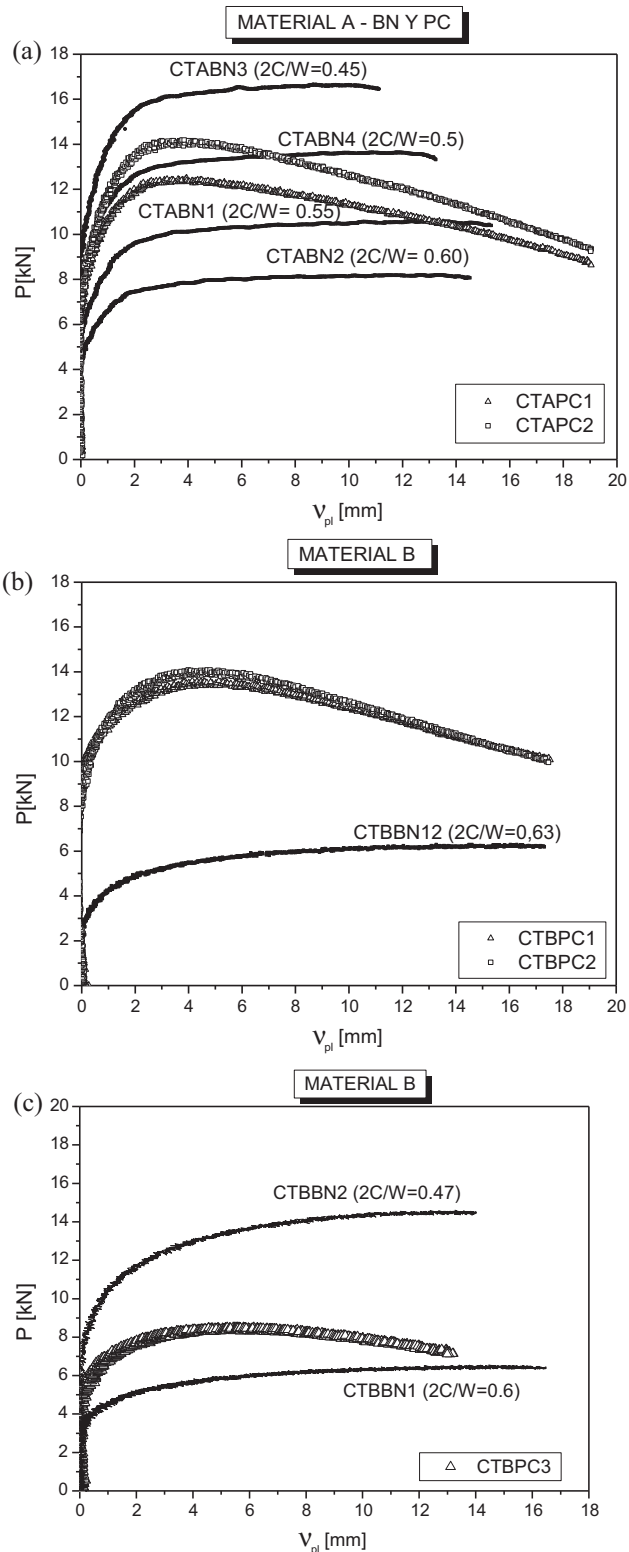 MATERIAL A - BN Y PC
(a)
18
16
14
12
10
8
6
4
2
0
P[kN]
CTABN3 (2C/W=0.45)
CTABN4 (2C/W=0.5)
CTABN1 (2C/W= 0.55)
CTABN2 (2C/W= 0.60)
CTAPC1
CTAPC2
0 2 4 6 8 10 12 14 16 18 20
νpl [mm]
MATERIAL B
(b)
18
16
14
12
10
8
6
4
2
0
P[kN]
CTBBN12 (2C/W=0,63)
CTBPC1
CTBPC2
0 2 4 6 8 10 12 14 16 18 20
νpl [mm]
MATERIAL B
(c)
20
18
16
14
12
10
8
6
4
2
0
P [kN]
CTBBN2 (2C/W=0.47)
CTBBN1 (2C/W=0.6)
CTBPC3
0 2 4 6 8 10 12 14 16 18
νpl [mm]